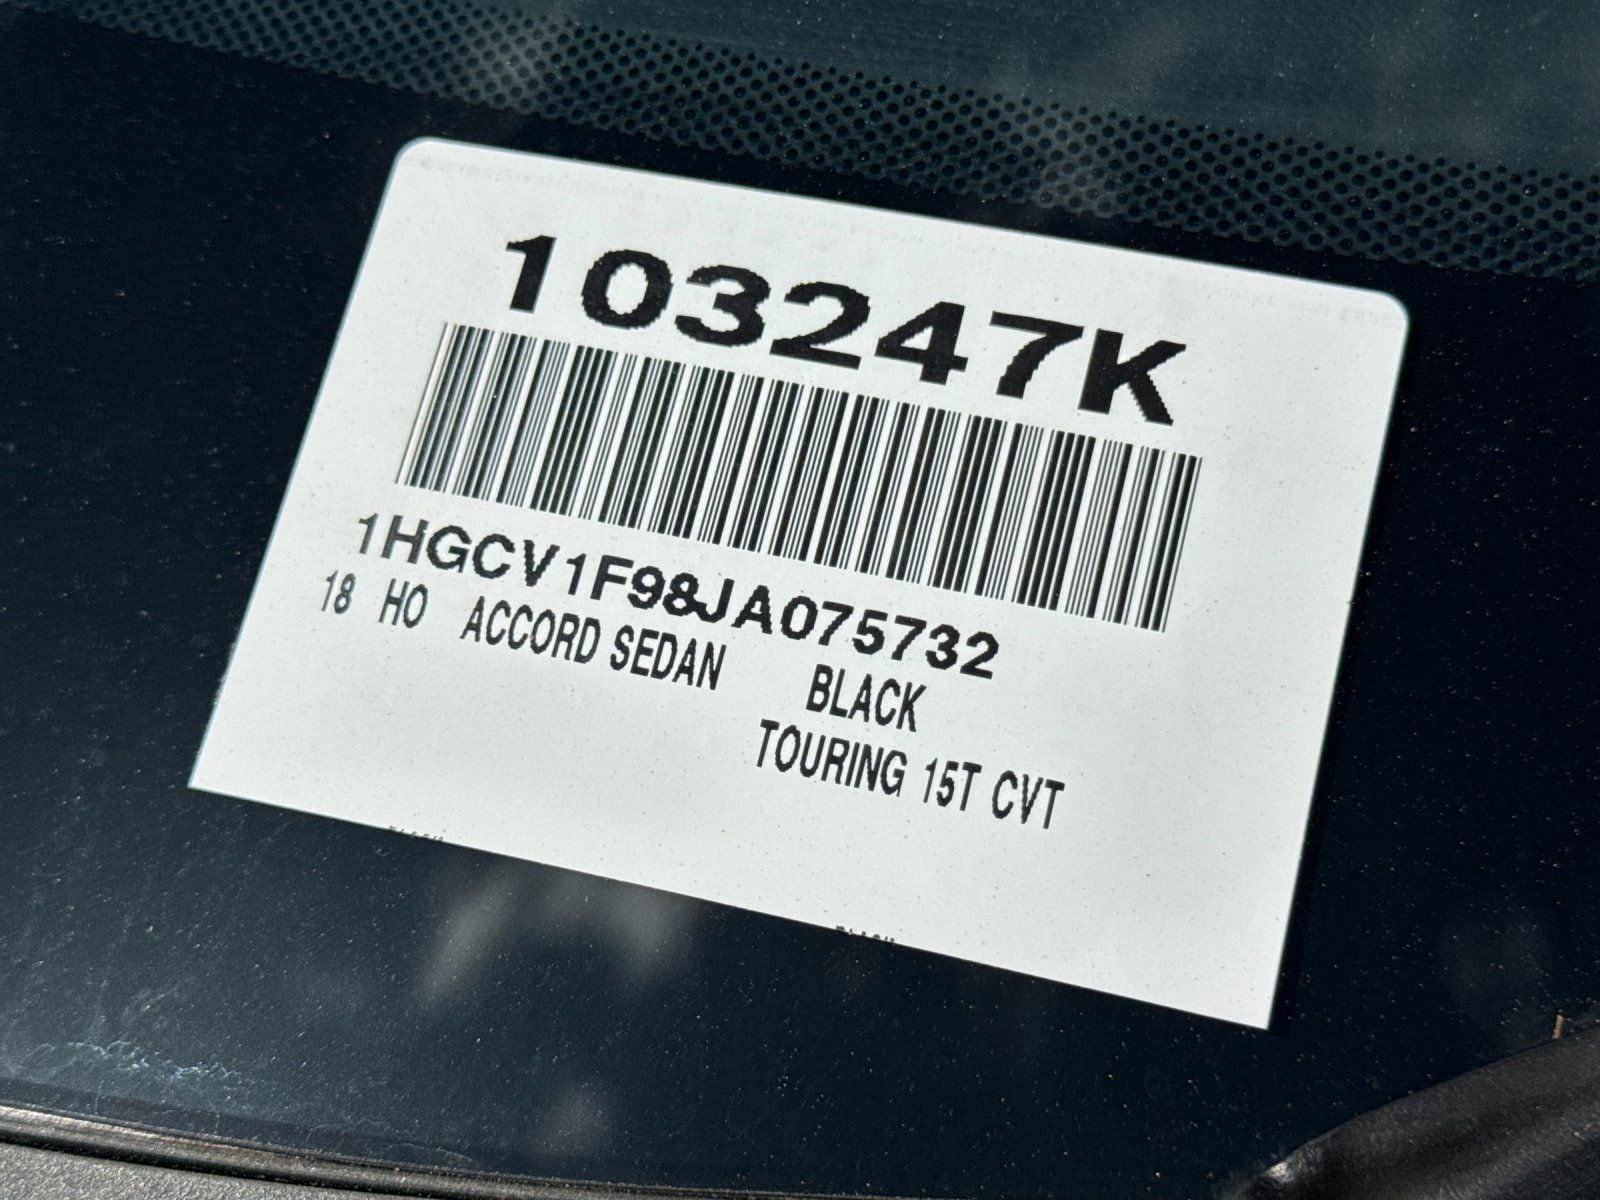 103247K
1HGCV1F98JA075732
18 HO ACCORD SEDAN BLACK
TOURING 15T CVT